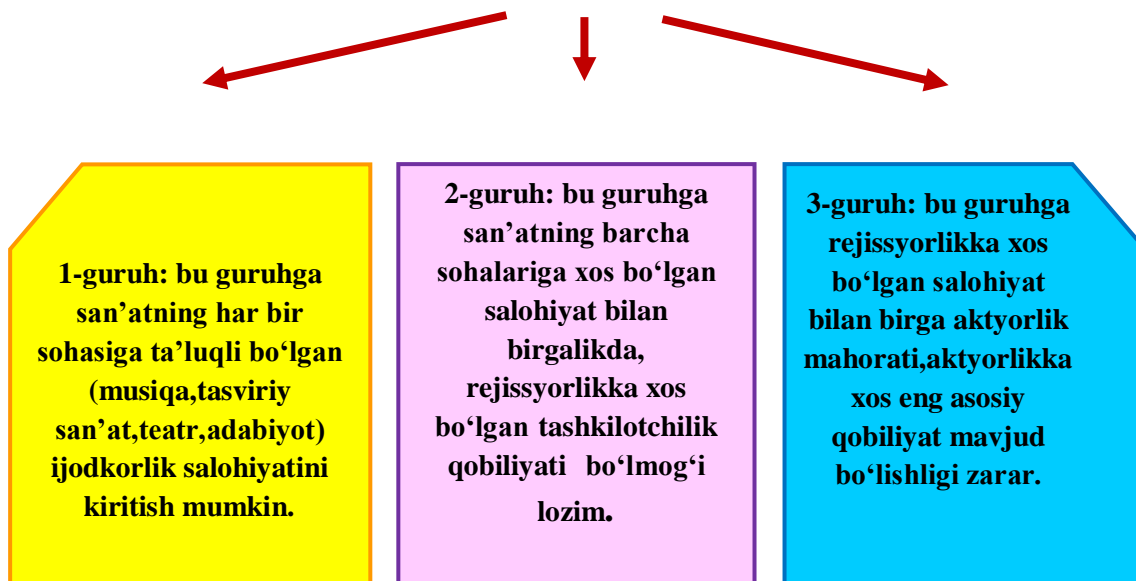 1-guruh: bu guruhga
san’atning har bir
sohasiga ta’luqli bo‘lgan
(musiqa,tasviriy
san’at,teatr,adabiyot)
ijodkorlik salohiyatini
kiritish mumkin.
2-guruh: bu guruhga
san’atning barcha
sohalariga xos bo‘lgan
salohiyat bilan
birgalikda,
rejissyorlikka xos
bo‘lgan tashkilotchilik
qobiliyati bo‘lmog‘i
lozim.
3-guruh: bu guruhga
rejissyorlikka xos
bo‘lgan salohiyat
bilan birga aktyorlik
mahorati,aktyorlikka
xos eng asosiy
qobiliyat mavjud
bo‘lishligi zarar.